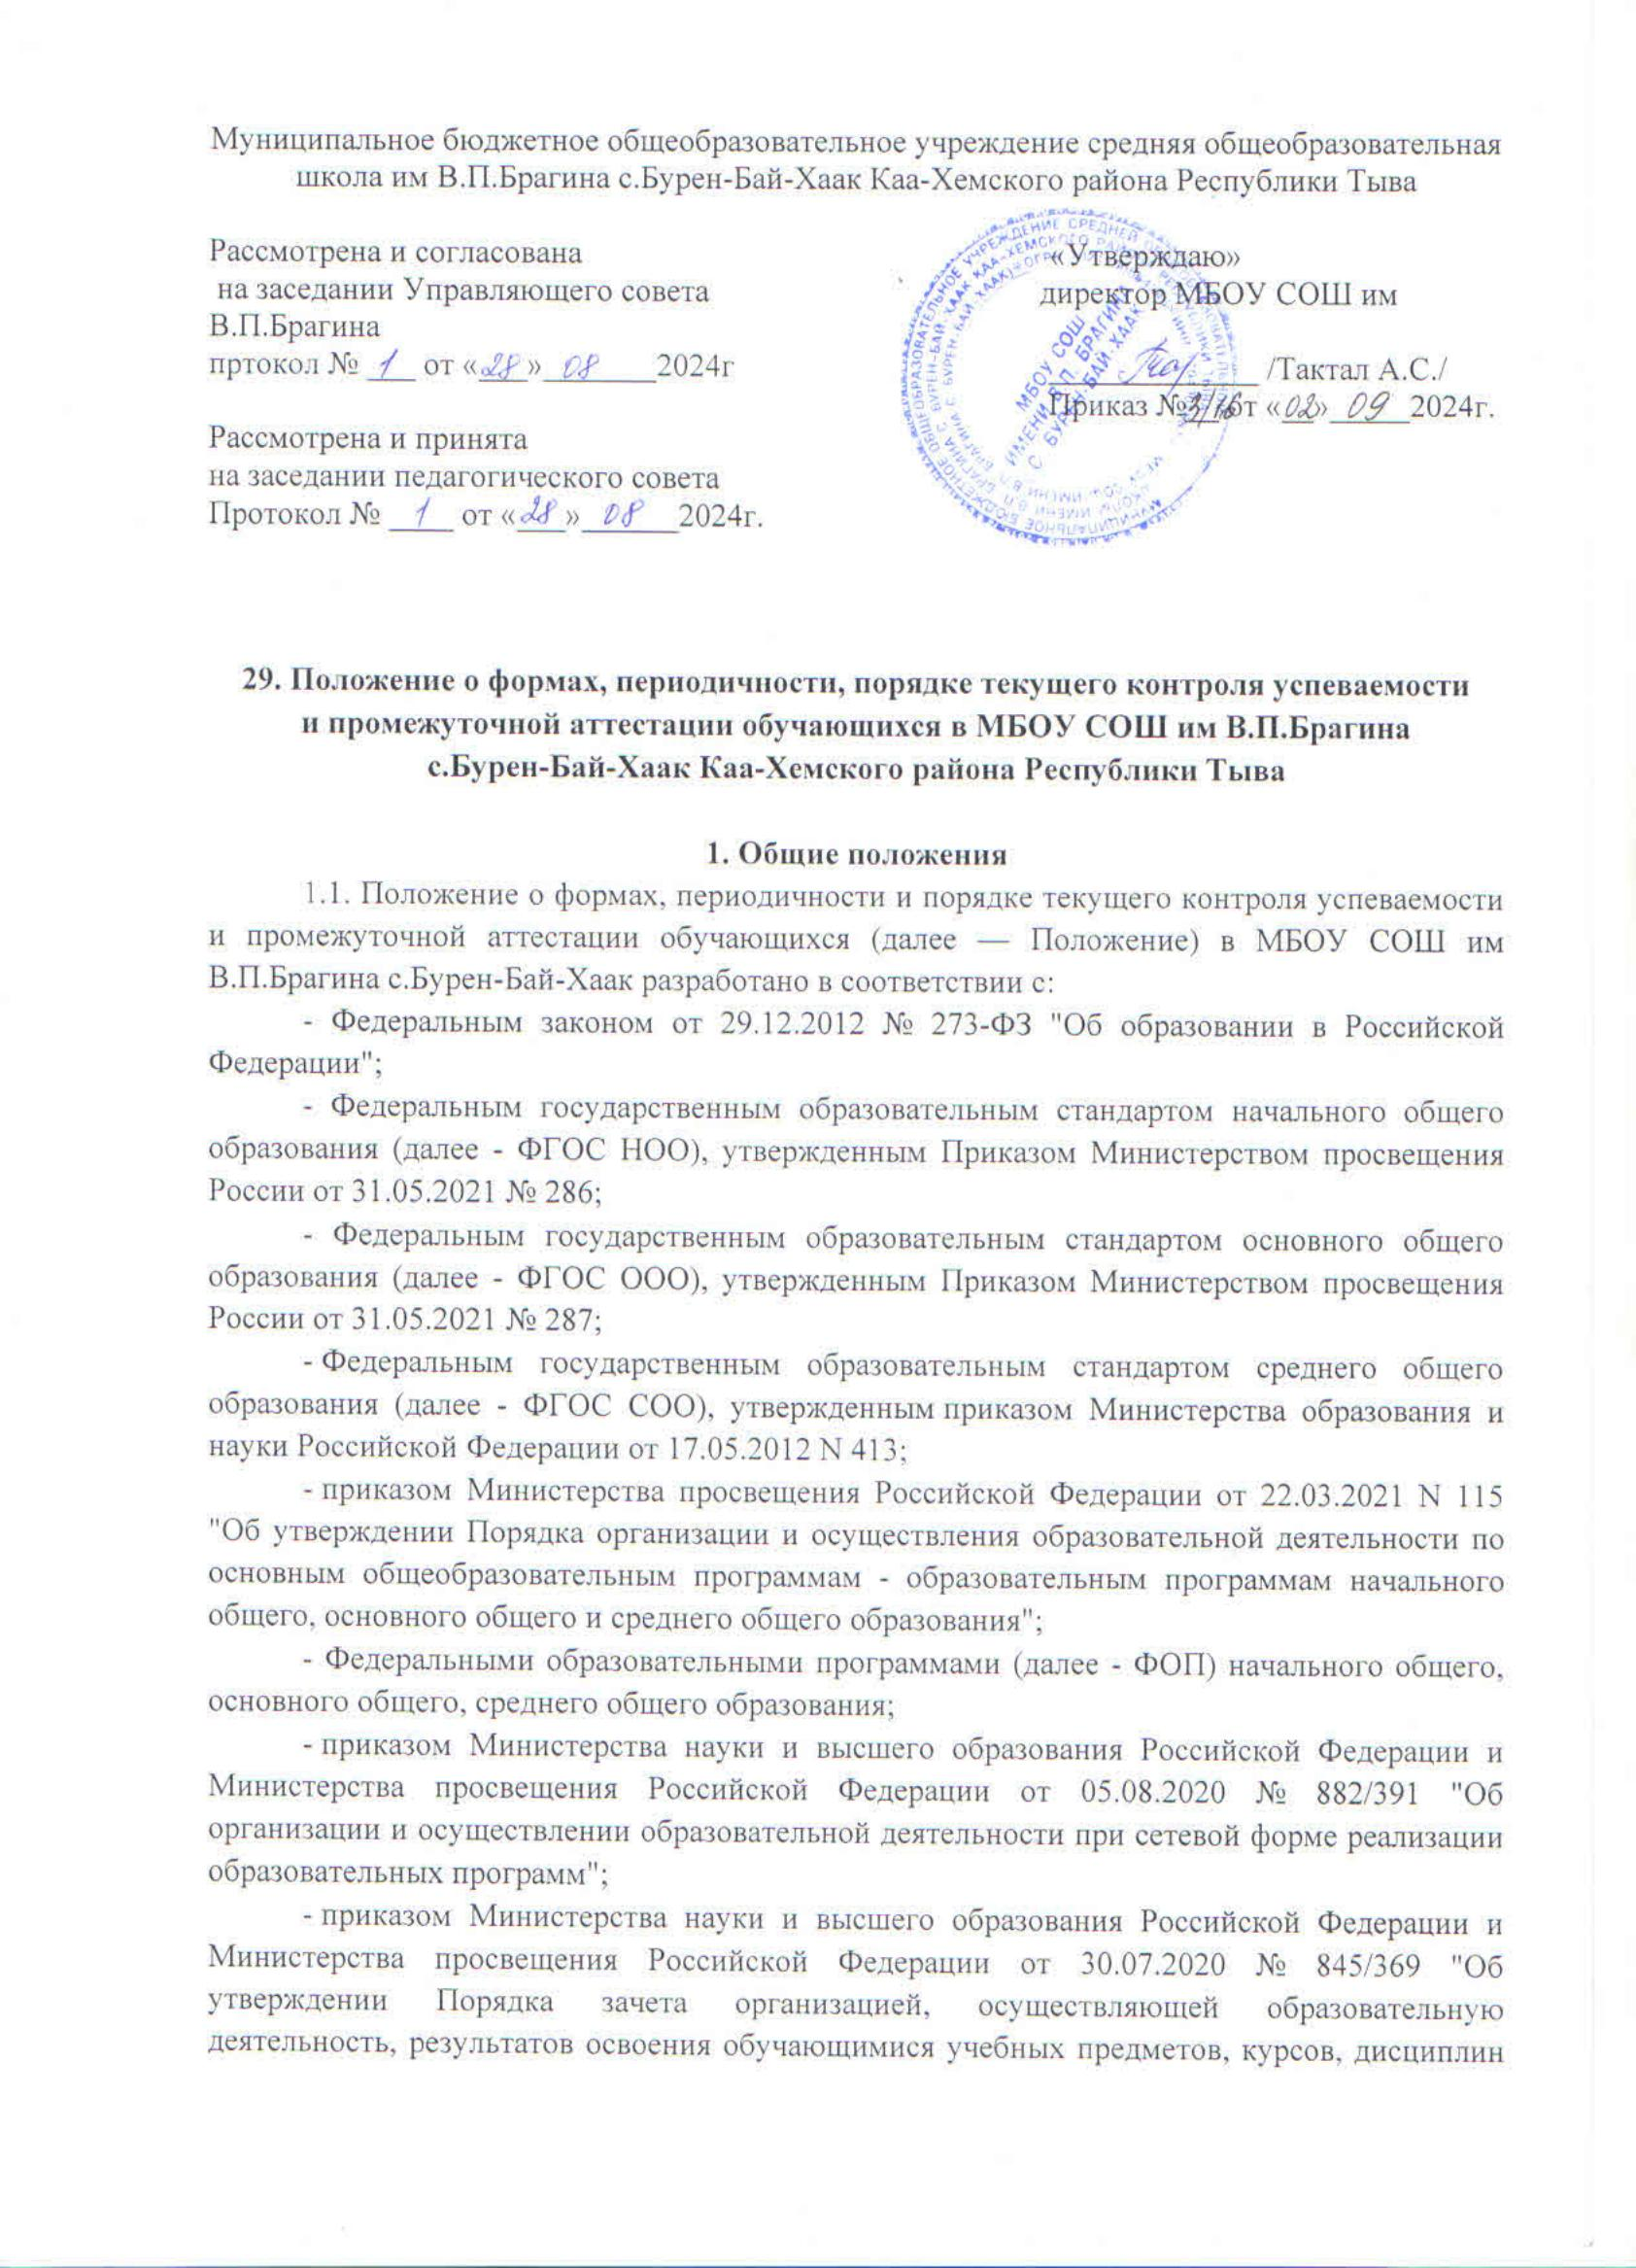 Муниципальное бюджетное общеобразовательное учреждение средняя общеобразовательная
школа им В.П.Брагина с.Бурен-Бай-Хаак Каа-Хемского района Республики Тыва
Рассмотрена и согласована
на заседании Управляющего совета
В.П.Брагина
пртокол № 1 от «28» 08 2024г
Рассмотрена и принята
на заседании педагогического совета
Протокол № 1 от «28» 08 2024г.
«Утверждаю»
директор МБОУ СОШ им
/Тактал А.С./
Приказ № от «02» 09 2024г.
МБОУ СОШ
ИМЕНИ В.П. БРАГИНА
С. БУРЕН-БАЙ-ХААК
29. Положение о формах, периодичности, порядке текущего контроля успеваемости
и промежуточной аттестации обучающихся в МБОУ СОШ им В.П.Брагина
с.Бурен-Бай-Хаак Каа-Хемского района Республики Тыва
1. Общие положения
1.1. Положение о формах, периодичности и порядке текущего контроля успеваемости
и промежуточной аттестации обучающихся (далее — Положение) в МБОУ СОШ им
В.П.Брагина с.Бурен-Бай-Хаак разработано в соответствии с:
- Федеральным законом от 29.12.2012 № 273-ФЗ "Об образовании в Российской
Федерации";
- Федеральным государственным образовательным стандартом начального общего
образования (далее - ФГОС НОО), утвержденным Приказом Министерством просвещения
России от 31.05.2021 № 286;
- Федеральным государственным образовательным стандартом основного общего
образования (далее - ФГОС ООО), утвержденным Приказом Министерством просвещения
России от 31.05.2021 № 287;
- Федеральным государственным образовательным стандартом среднего общего
образования (далее - ФГОС СОО), утвержденным приказом Министерства образования и
науки Российской Федерации от 17.05.2012 N 413;
- приказом Министерства просвещения Российской Федерации от 22.03.2021 N 115
"Об утверждении Порядка организации и осуществления образовательной деятельности по
основным общеобразовательным программам - образовательным программам начального
общего, основного общего и среднего общего образования";
- Федеральными образовательными программами (далее - ФОП) начального общего,
основного общего, среднего общего образования;
- приказом Министерства науки и высшего образования Российской Федерации и
Министерства просвещения Российской Федерации от 05.08.2020 № 882/391 "Об
организации и осуществлении образовательной деятельности при сетевой форме реализации
образовательных программ";
- приказом Министерства науки и высшего образования Российской Федерации и
Министерства просвещения Российской Федерации от 30.07.2020 № 845/369 "Об
утверждении Порядка зачета организацией, осуществляющей образовательную
деятельность, результатов освоения обучающимися учебных предметов, курсов, дисциплин